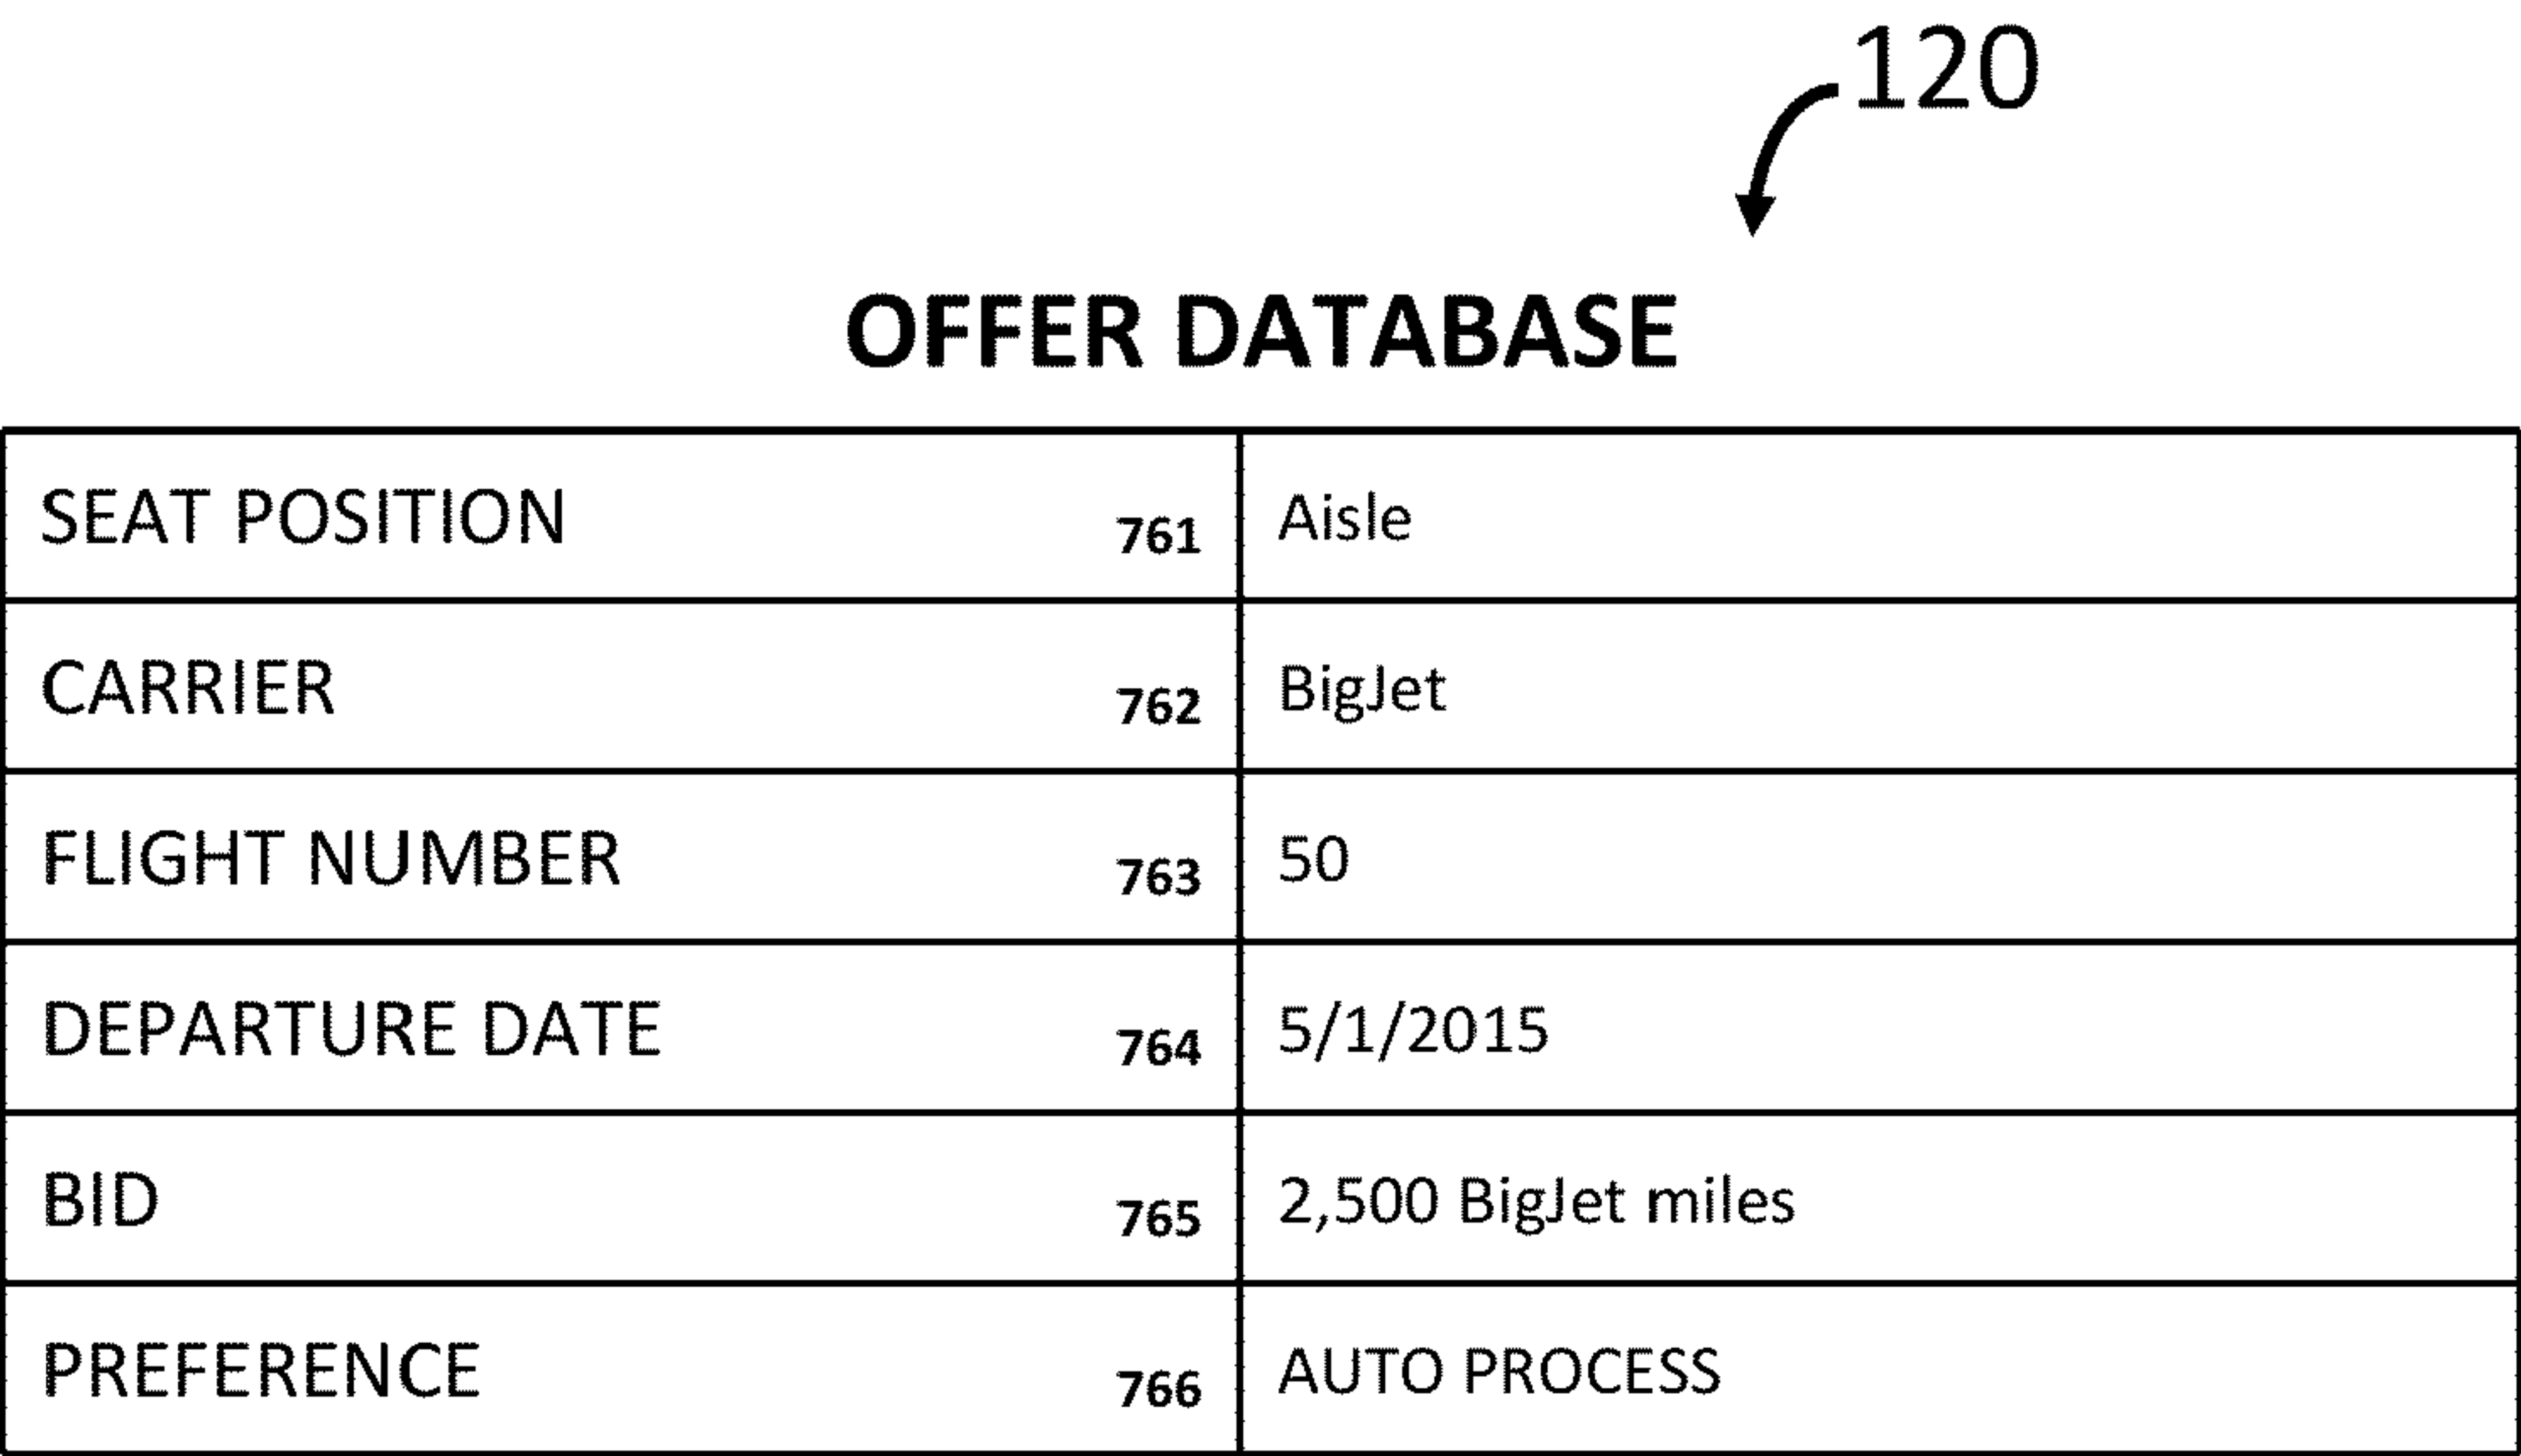 120
OFFER DATABASE
SEAT POSITION 761 Aisle
CARRIER 762 BigJet
FLIGHT NUMBER 763 50
DEPARTURE DATE 764 5/1/2015
BID 765 2,500 BigJet miles
PREFERENCE 766 AUTO PROCESS